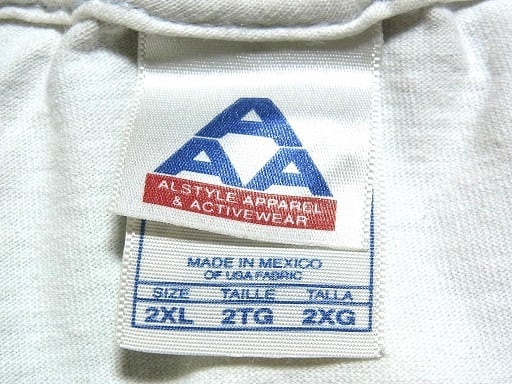 A
A A
ALSTYLE APPAREL
& ACTIVEWEAR
MADE IN MEXICO
OF USA FABRIC
SIZE TAILLE TALLA
2XL 2TG 2XG